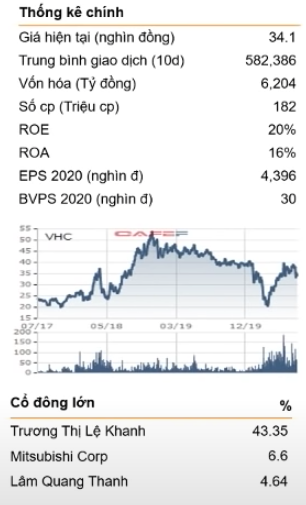 Thống kê chính
Giá hiện tại (nghìn đồng) 34.1
Trung bình giao dịch (10d) 582,386
Vốn hóa (Tỷ đồng) 6,204
Số cp (Triệu cp) 182
ROE 20%
ROA 16%
EPS 2020 (nghìn đ) 4,396
BVPS 2020 (nghìn đ) 30
VHC CAFEF
55
50
45
40
35
30
25
20
15
07/17 05/18 03/19 12/19
200
150
100
50
0
Cổ đông lớn %
Trương Thị Lệ Khanh 43.35
Mitsubishi Corp 6.6
Lâm Quang Thanh 4.64